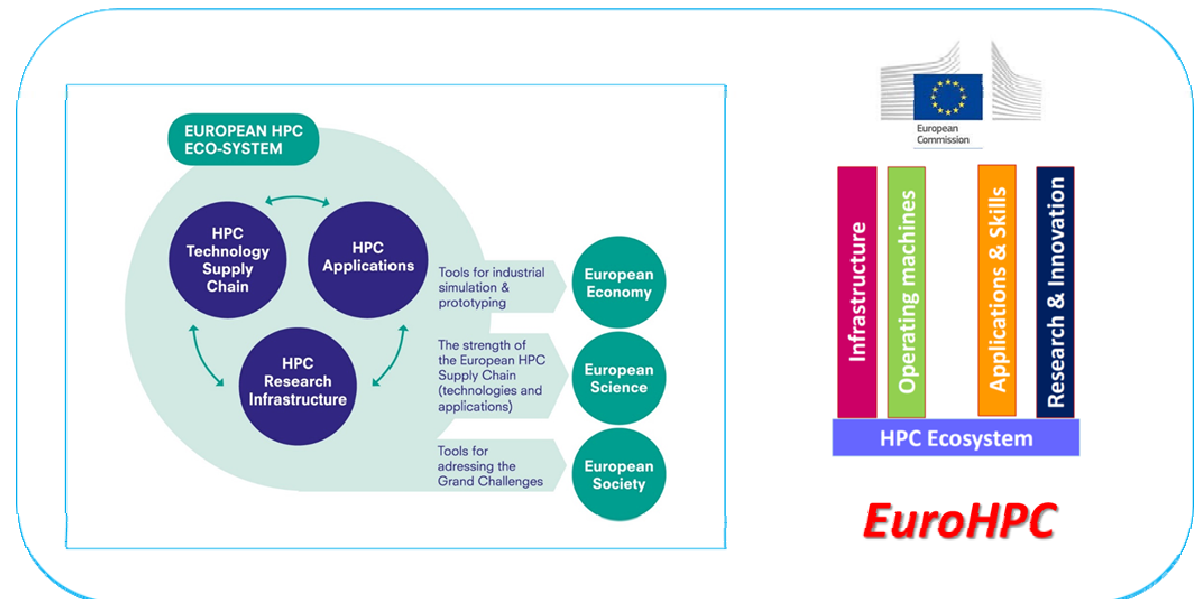 EUROPEAN HPC
ECO-SYSTEM
HPC
Technology
Supply
Chain
HPC
Applications
HPC
Research
Infrastructure
Tools for industrial
simulation &
prototyping
European
Economy
The strength of
the European HPC
Supply Chain
(technologies and
applications)
European
Science
Tools for
adressing the
Grand Challenges
European
Society
European
Commission
Infrastructure
Operating machines
Applications & Skills
Research & Innovation
HPC Ecosystem
EuroHPC